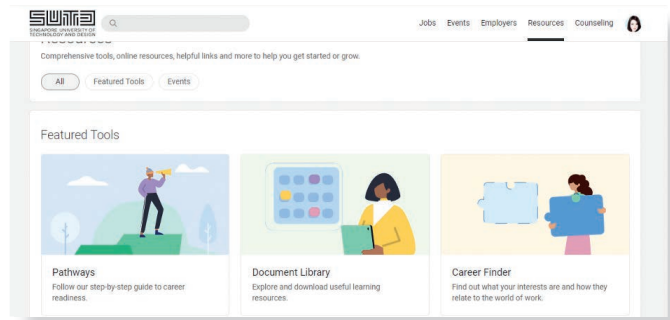 SUTD
SINGAPORE UNIVERSITY OF
TECHNOLOGY AND DESIGN
Jobs Events Employers Resources Counseling
Resources
Comprehensive tools, online resources, helpful links and more to help you get started or grow.
All Featured Tools Events
Featured Tools
Pathways
Follow our step-by-step guide to career
readiness.
Document Library
Explore and download useful learning
resources.
Career Finder
Find out what your interests are and how they
relate to the world of work.